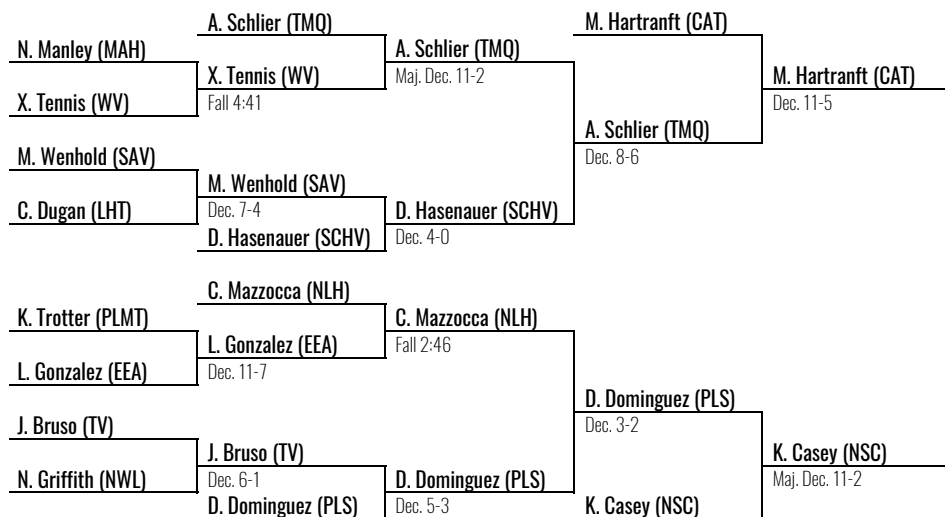 A. Schlier (TMQ)
M. Hartranft (CAT)
N. Manley (MAH)
A. Schlier (TMQ)
X. Tennis (WV)
Maj. Dec. 11-2
M. Hartranft (CAT)
X. Tennis (WV)
Fall 4:41
Dec. 11-5
A. Schlier (TMQ)
M. Wenhold (SAV)
Dec. 8-6
M. Wenhold (SAV)
C. Dugan (LHT)
Dec. 7-4
D. Hasenauer (SCHV)
D. Hasenauer (SCHV)
Dec. 4-0
C. Mazzocca (NLH)
K. Trotter (PLMT)
C. Mazzocca (NLH)
L. Gonzalez (EEA)
Fall 2:46
L. Gonzalez (EEA)
Dec. 11-7
D. Dominguez (PLS)
J. Bruso (TV)
Dec. 3-2
J. Bruso (TV)
K. Casey (NSC)
N. Griffith (NWL)
Dec. 6-1
D. Dominguez (PLS)
Maj. Dec. 11-2
D. Dominguez (PLS)
Dec. 5-3
K. Casey (NSC)